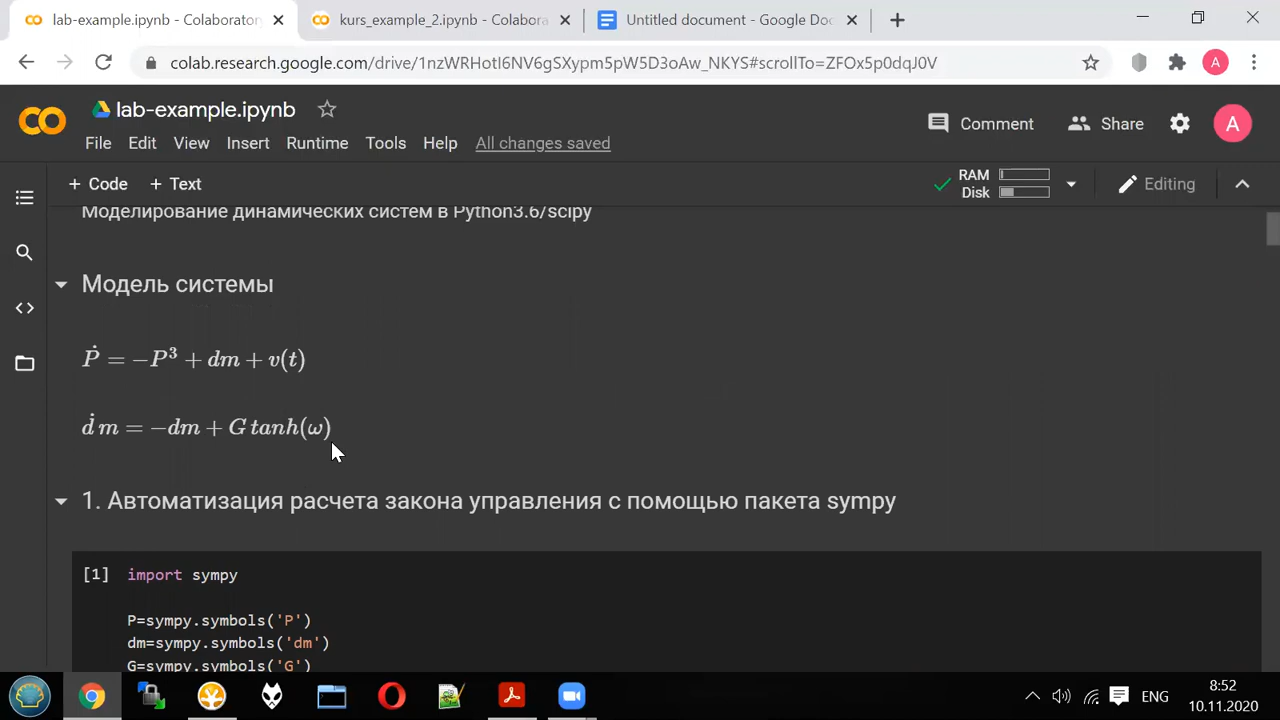 lab-example.ipynb - Colaborator
kurs_example_2.ipynb - Colabora
Untitled document - Google Doc
colab.research.google.com/drive/1nzWRHotI6NV6gSXypm5pW5D3oAw_NKYS#scrollTo=ZFOx5p0dqJ0V
A
CO
lab-example.ipynb
Comment
Share
A
File Edit View Insert Runtime Tools Help All changes saved
+ Code + Text
RAM
Disk
Editing
Моделирование динамических систем в Python3.6/scipy
Модель системы
Ṗ = −P³ + dm + v(t)
ḋ m = −dm + G tanh(ω)
1. Автоматизация расчета закона управления с помощью пакета sympy
[1] import sympy
P=sympy.symbols('P')
dm=sympy.symbols('dm')
G=sympy.symbols('G')
ENG
8:52
10.11.2020